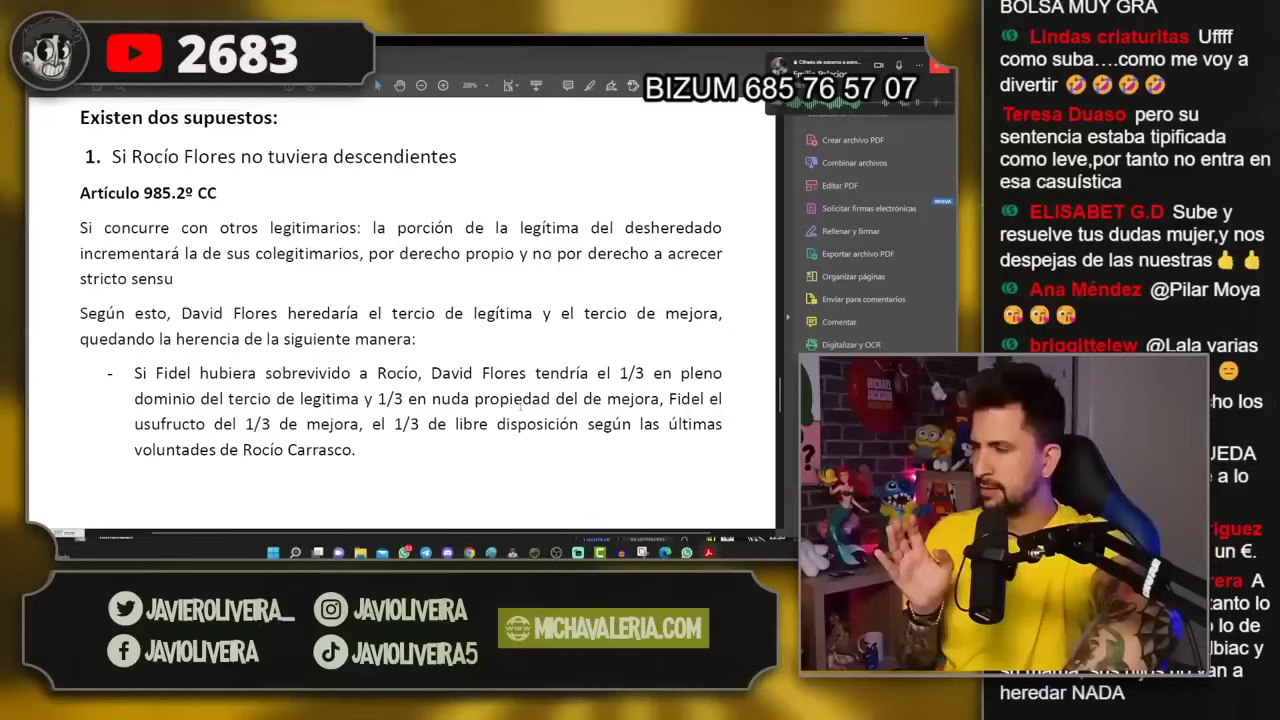 2683
BIZUM 685 76 57 07
Existen dos supuestos:
1. Si Rocío Flores no tuviera descendientes
Artículo 985.2º CC
Si concurre con otros legitimarios: la porción de la legítima del desheredado
incrementará la de sus colegitimarios, por derecho propio y no por derecho a acrecer
stricto sensu
Según esto, David Flores heredaría el tercio de legítima y el tercio de mejora,
quedando la herencia de la siguiente manera:
- Si Fidel hubiera sobrevivido a Rocío, David Flores tendría el 1/3 en pleno
dominio del tercio de legitima y 1/3 en nuda propiedad del de mejora, Fidel el
usufructo del 1/3 de mejora, el 1/3 de libre disposición según las últimas
voluntades de Rocío Carrasco.
200%
Crear archivo PDF
Combinar archivos
Editar PDF
Solicitar firmas electrónicas
NUEVA
Rellenar y firmar
Exportar archivo PDF
Organizar páginas
Enviar para comentarios
Comentar
Digitalizar y OCR
BOLSA MUY GRA
Lindas criaturitas Uffff
como suba....como me voy a
divertir
Teresa Duaso pero su
sentencia estaba tipificada
como leve,por tanto no entra en
esa casuística
ELISABET G.D Sube y
resuelve tus dudas mujer,y nos
despejas de las nuestras
Ana Méndez @Pilar Moya
briggittelew @Lala varias
heredar NADA
MICHAEL
JACKSON
JAVIEROLIVEIRA_
JAVIOLIVEIRA
JAVIOLIVEIRA
JAVIOLIVEIRA5
MICHAVALERIA.COM